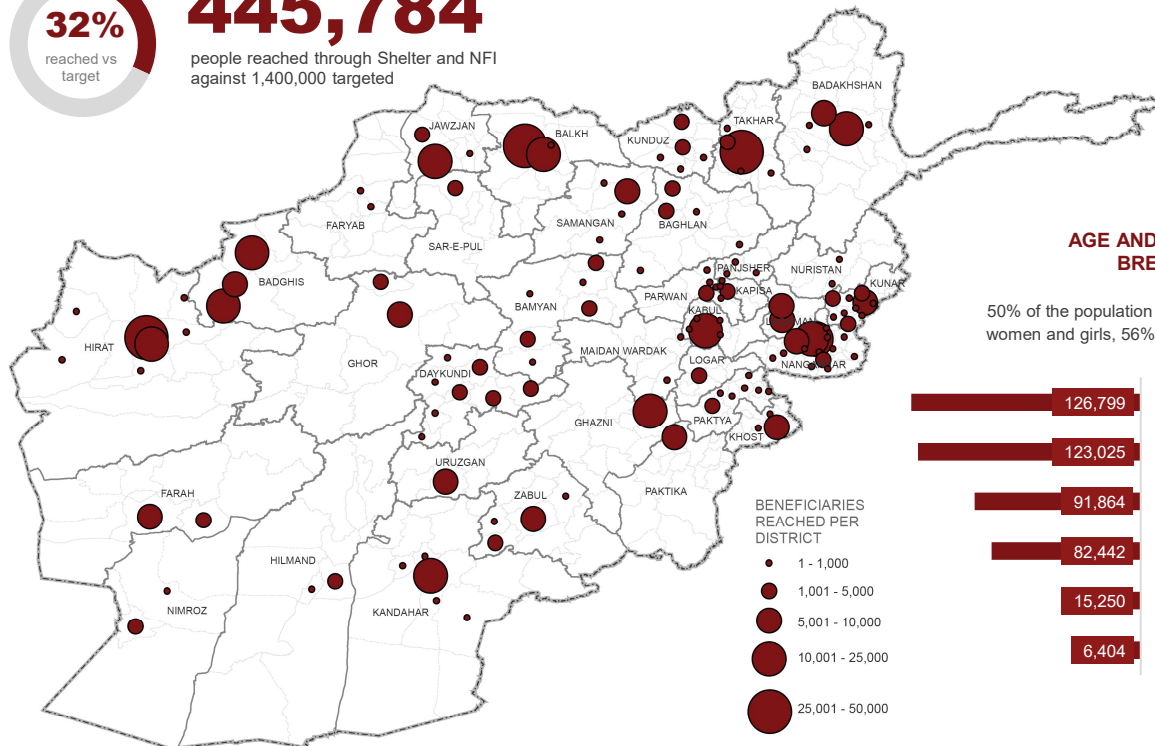 32%
reached vs
target
445,784
people reached through Shelter and NFI
against 1,400,000 targeted
BADAKHSHAN
JAWZJAN
BALKH
KUNDUZ
TAKHAR
FARYAB
SAR-E-PUL
SAMANGAN
BAGHLAN
BADGHIS
PANJSHER
NURISTAN
KUNAR
PARWAN
KAPISA
BAMYAN
KABUL
HIRAT
GHOR
MAIDAN WARDAK
LOGAR
DAYKUNDI
GHAZNI
PAKTYA
KHOST
URUZGAN
ZABUL
PAKTIKA
FARAH
HILMAND
NIMROZ
KANDAHAR
AGE AND
BRE
50% of the population
women and girls, 56%
126,799
123,025
91,864
82,442
15,250
6,404
BENEFICIARIES
REACHED PER
DISTRICT
1 - 1,000
1,001 - 5,000
5,001 - 10,000
10,001 - 25,000
25,001 - 50,000